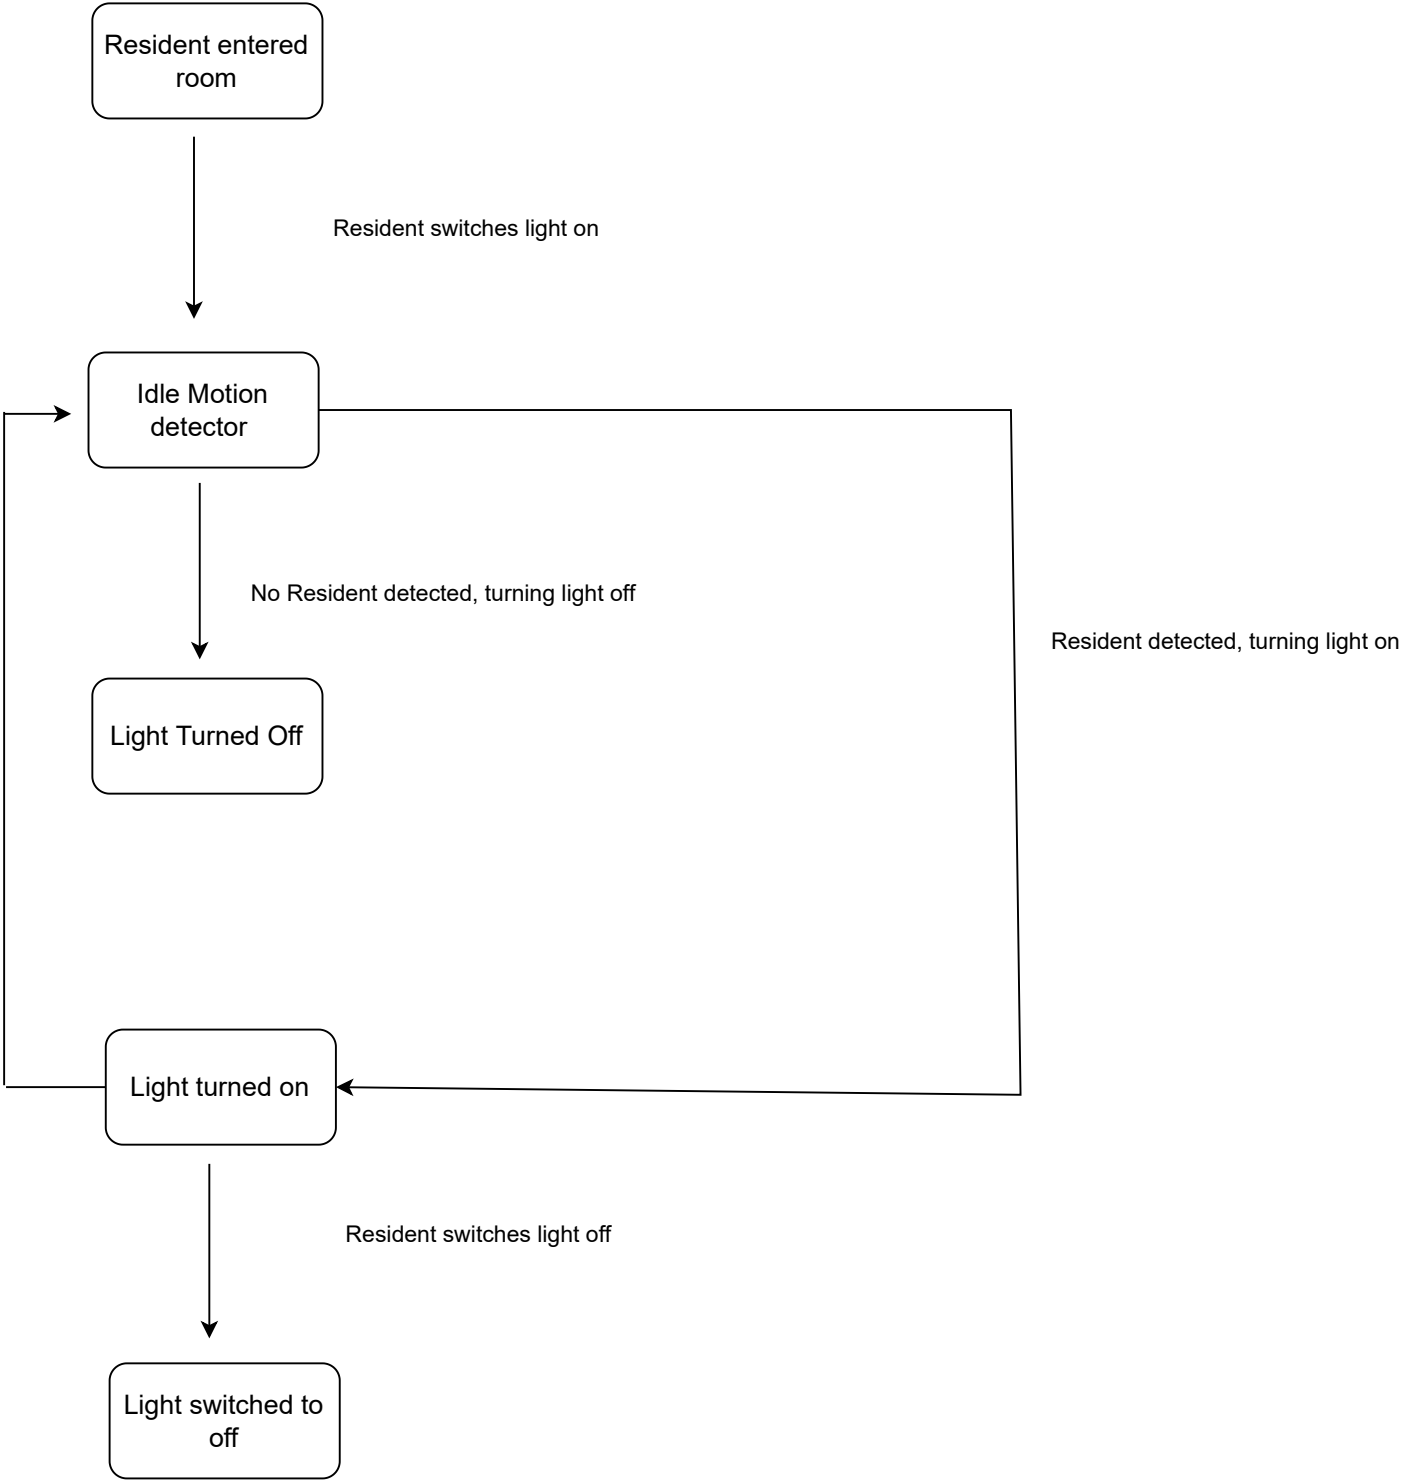 Resident entered
room
Resident switches light on
Idle Motion
detector
No Resident detected, turning light off
Resident detected, turning light on
Light Turned Off
Light turned on
Resident switches light off
Light switched to
off